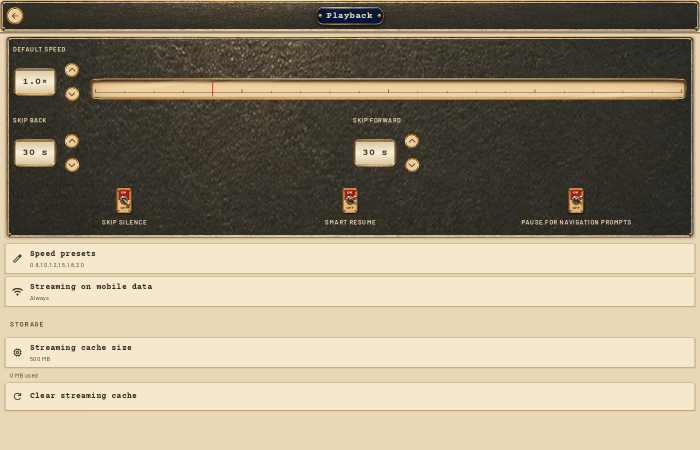 Playback
DEFAULT SPEED
1.0×
SKIP BACK
SKIP FORWARD
30 s
30 s
SKIP SILENCE
SMART RESUME
PAUSE FOR NAVIGATION PROMPTS
Speed presets
0.8,1.0,1.2,1.5,1.8,2.0
Streaming on mobile data
Always
STORAGE
Streaming cache size
500 MB
0 MB used
Clear streaming cache